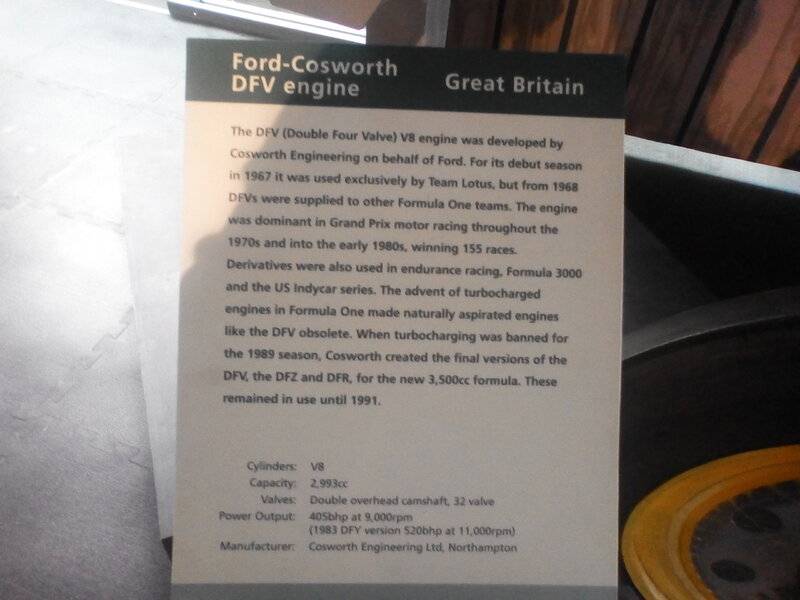 Ford-Cosworth
DFV engine
Great Britain
The DFV (Double Four Valve) V8 engine was developed by
Cosworth Engineering on behalf of Ford. For its debut season
in 1967 it was used exclusively by Team Lotus, but from 1968
DFVs were supplied to other Formula One teams. The engine
was dominant in Grand Prix motor racing throughout the
1970s and into the early 1980s, winning 155 races.
Derivatives were also used in endurance racing, Formula 3000
and the US Indycar series. The advent of turbocharged
engines in Formula One made naturally aspirated engines
like the DFV obsolete. When turbocharging was banned for
the 1989 season, Cosworth created the final versions of the
DFV, the DFZ and DFR, for the new 3,500cc formula. These
remained in use until 1991.
Cylinders: V8
Capacity: 2,993cc
Valves: Double overhead camshaft, 32 valve
Power Output: 405bhp at 9,000rpm
(1983 DFY version 520bhp at 11,000rpm)
Manufacturer: Cosworth Engineering Ltd, Northampton